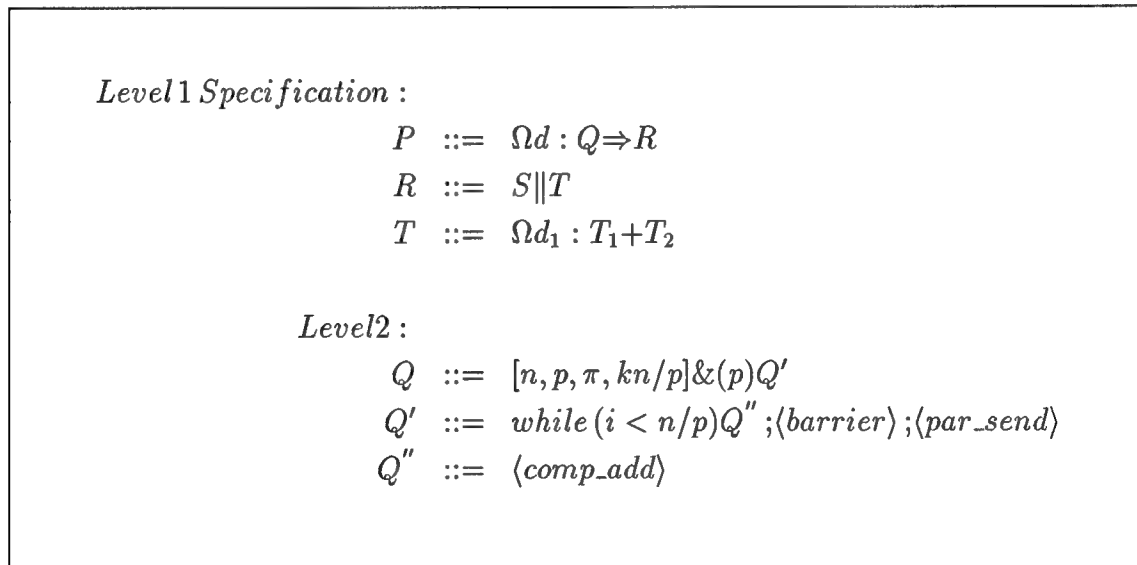 Level 1 Specification :
P ::= Ωd : Q⇒R
R ::= S∥T
T ::= Ωd₁ : T₁+T₂
Level2 :
Q ::= [n, p, π, kn/p]&(p)Q′
Q′ ::= while (i < n/p)Q″ ;⟨barrier⟩ ;⟨par_send⟩
Q″ ::= ⟨comp_add⟩